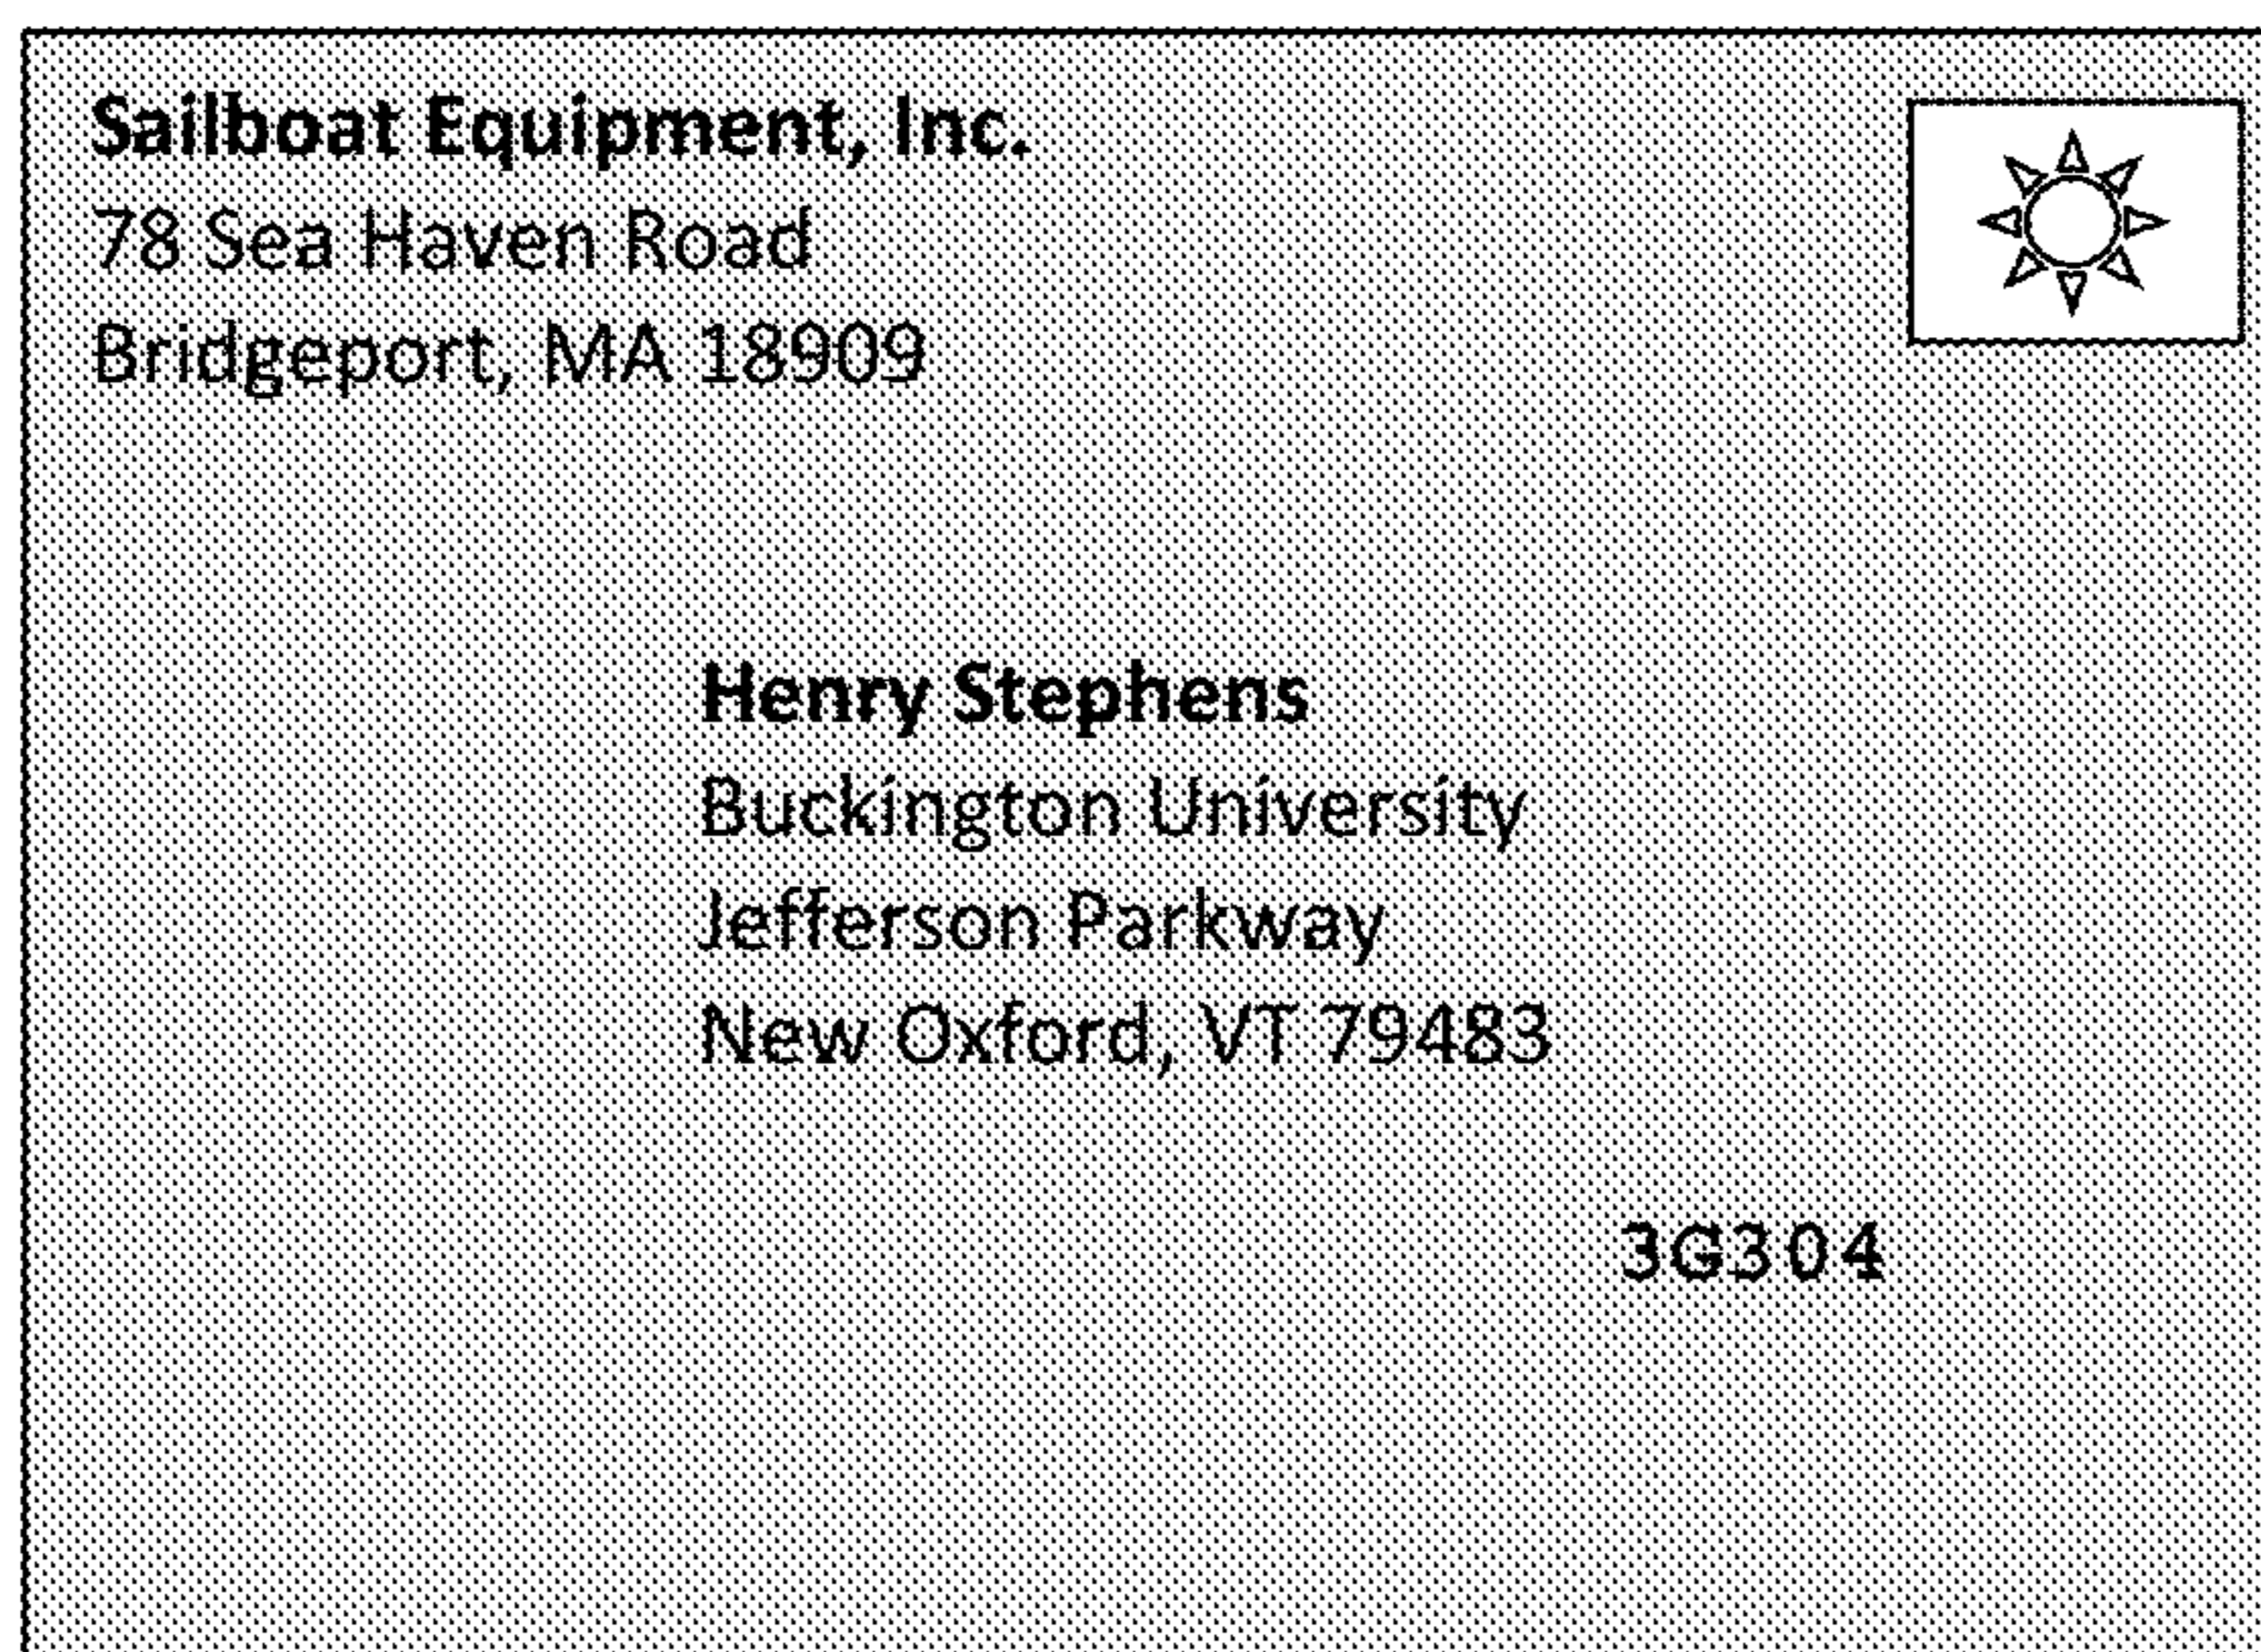 Sailboat Equipment, Inc.
78 Sea Haven Road
Bridgeport, MA 18909
Henry Stephens
Buckington University
Jefferson Parkway
New Oxford, VT 79483
3G304